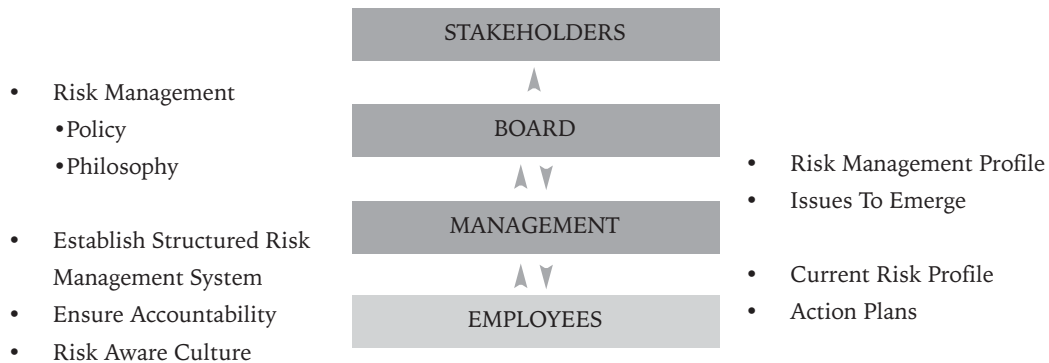 STAKEHOLDERS
• Risk Management
•Policy
•Philosophy
BOARD
• Risk Management Profile
• Issues To Emerge
MANAGEMENT
• Establish Structured Risk
Management System
• Ensure Accountability
• Risk Aware Culture
• Current Risk Profile
• Action Plans
EMPLOYEES